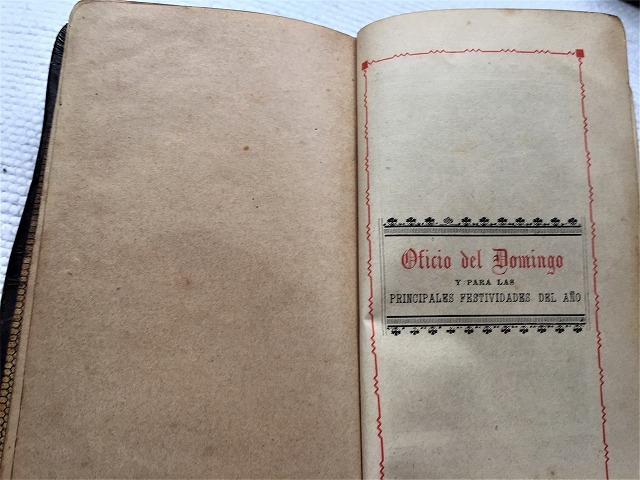 Oficio del Domingo
Y PARA LAS
PRINCIPALES FESTIVIDADES DEL AÑO